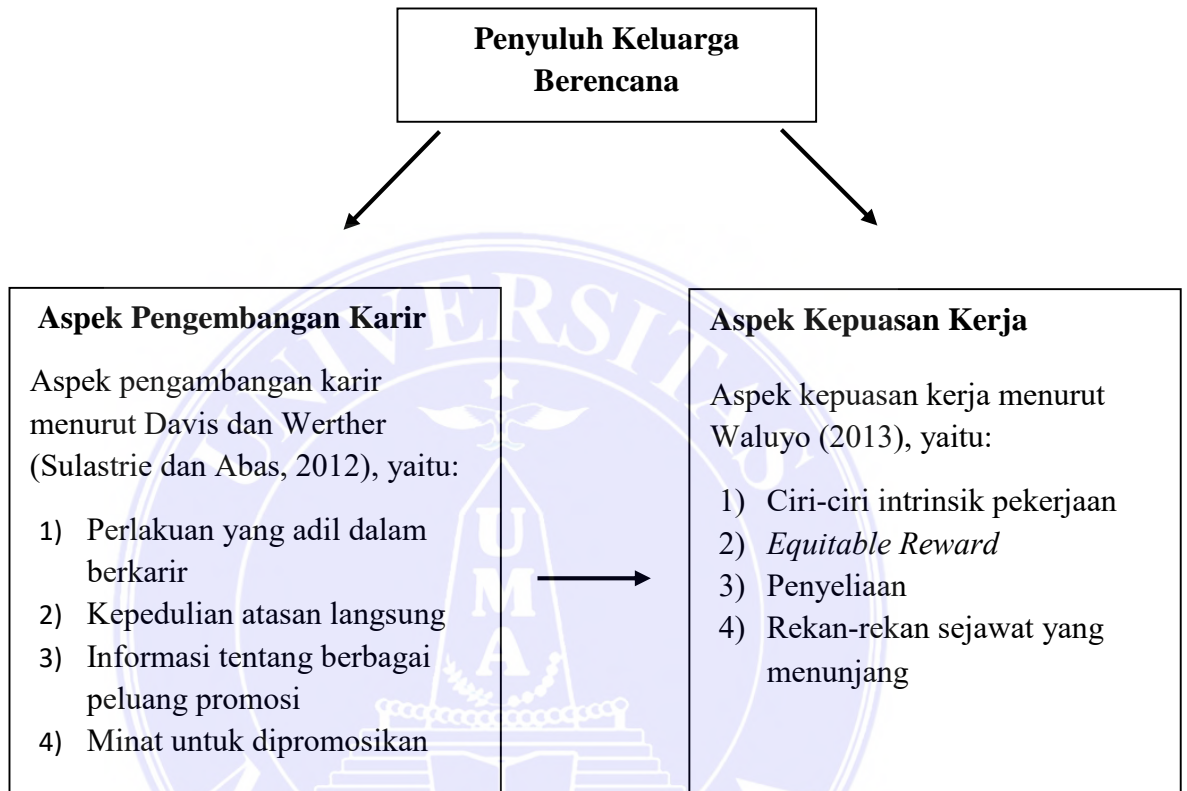 Penyuluh Keluarga
Berencana
Aspek Pengembangan Karir
Aspek pengambangan karir
menurut Davis dan Werther
(Sulastrie dan Abas, 2012), yaitu:
1) Perlakuan yang adil dalam
berkarir
2) Kepedulian atasan langsung
3) Informasi tentang berbagai
peluang promosi
4) Minat untuk dipromosikan
Aspek Kepuasan Kerja
Aspek kepuasan kerja menurut
Waluyo (2013), yaitu:
1) Ciri-ciri intrinsik pekerjaan
2) Equitable Reward
3) Penyeliaan
4) Rekan-rekan sejawat yang
menunjang
UNIVERSITAS
UMA